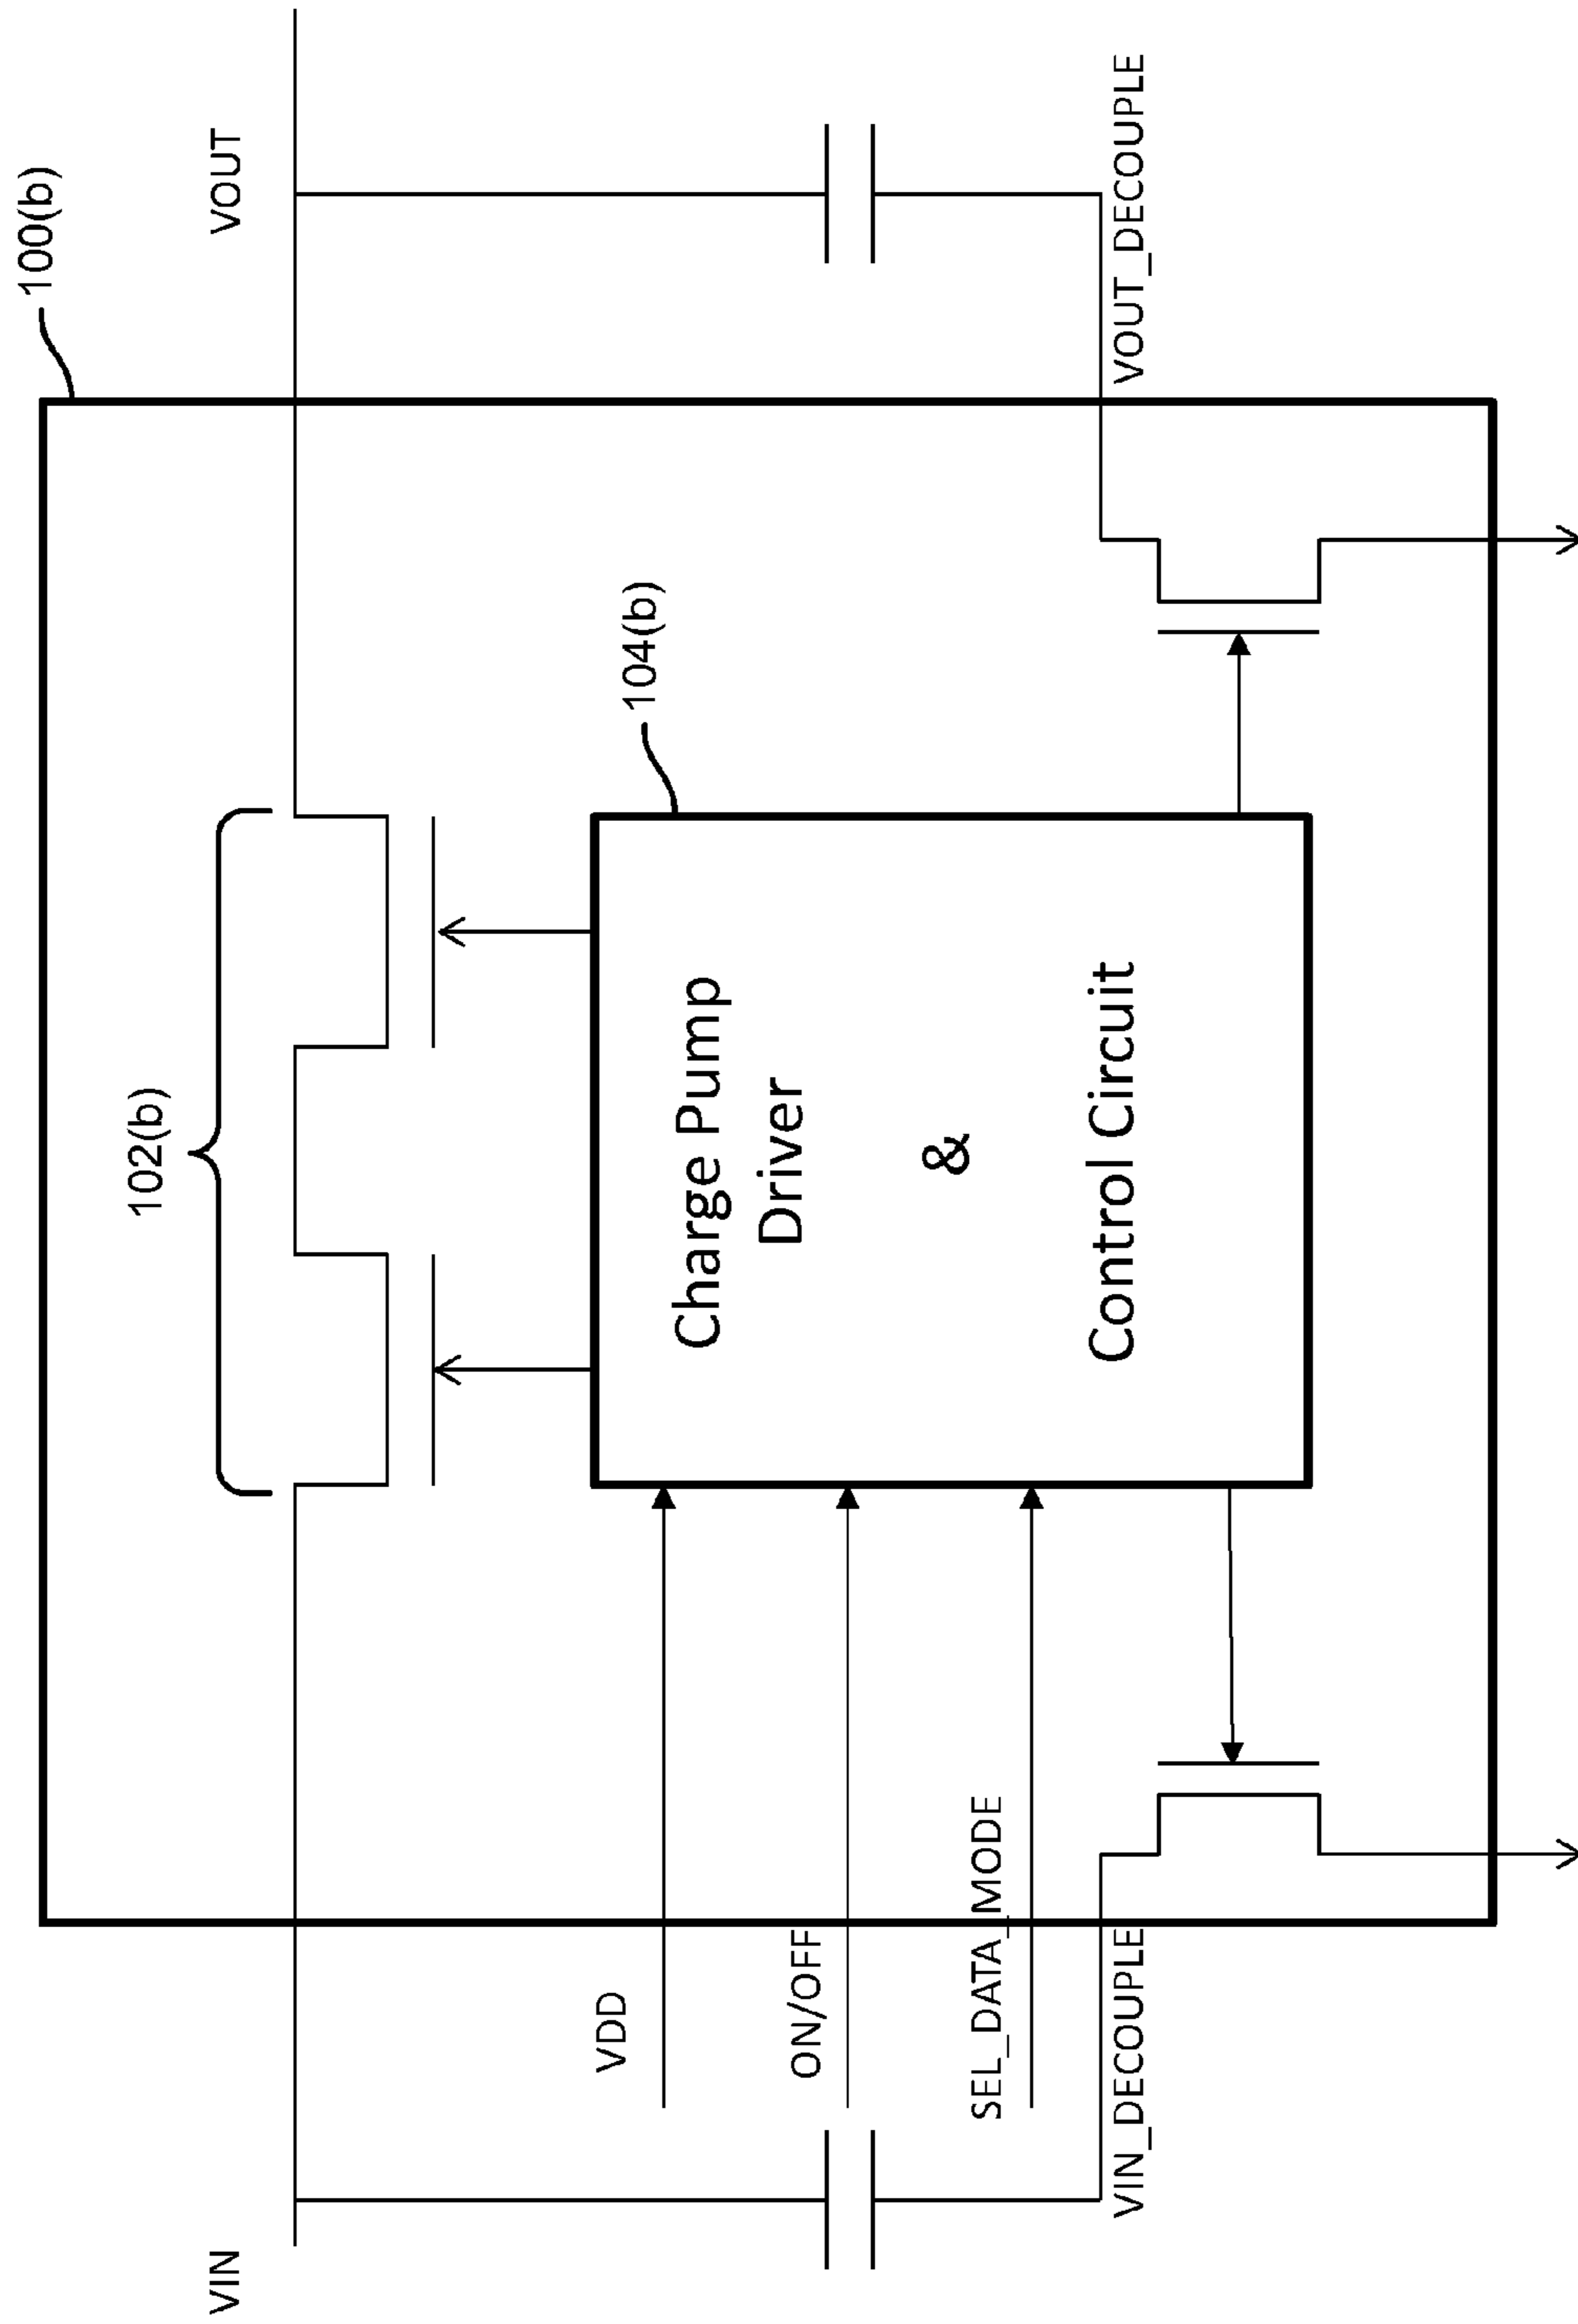 100(b)
102(b)
VIN
VOUT
104(b)
VDD
ON/OFF
SEL_DATA_MODE
Charge Pump
Driver
&
Control Circuit
VIN_DECOUPLE
VOUT_DECOUPLE